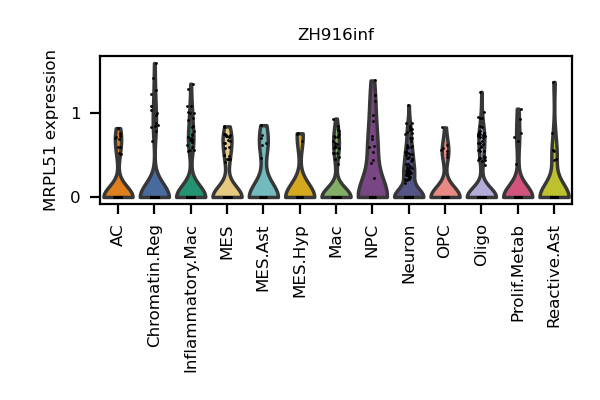 ZH916inf
MRPL51 expression
1
0
AC
Chromatin.Reg
Inflammatory.Mac
MES
MES.Ast
MES.Hyp
Mac
NPC
Neuron
OPC
Oligo
Prolif.Metab
Reactive.Ast